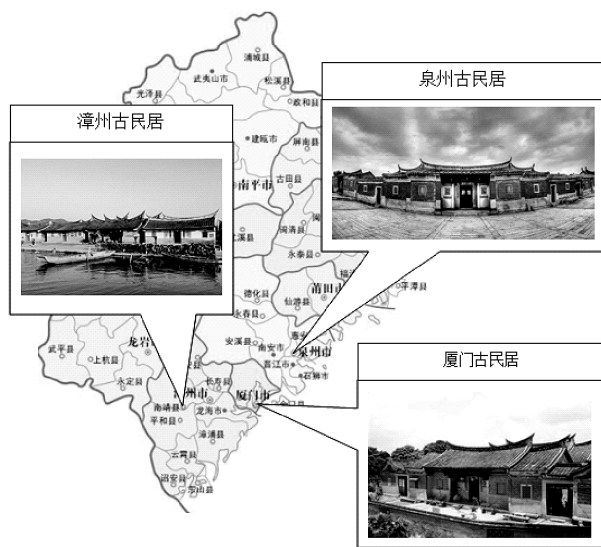 浦城县
武夷山市
松溪县
光泽县
政和县
泉州古民居
漳州古民居
建瓯市
屏南县
南平市
古田县
闽清县
永泰县
莆田市
平潭县
德化县
仙游县
永春县
安溪县
南安市
泉州市
晋江市
石狮市
龙岩
武平县
上杭县
永定县
长寿县
厦门古民居
南靖县
龙海市
厦门市
平和县
漳浦县
云霄县
诏安县
东山县